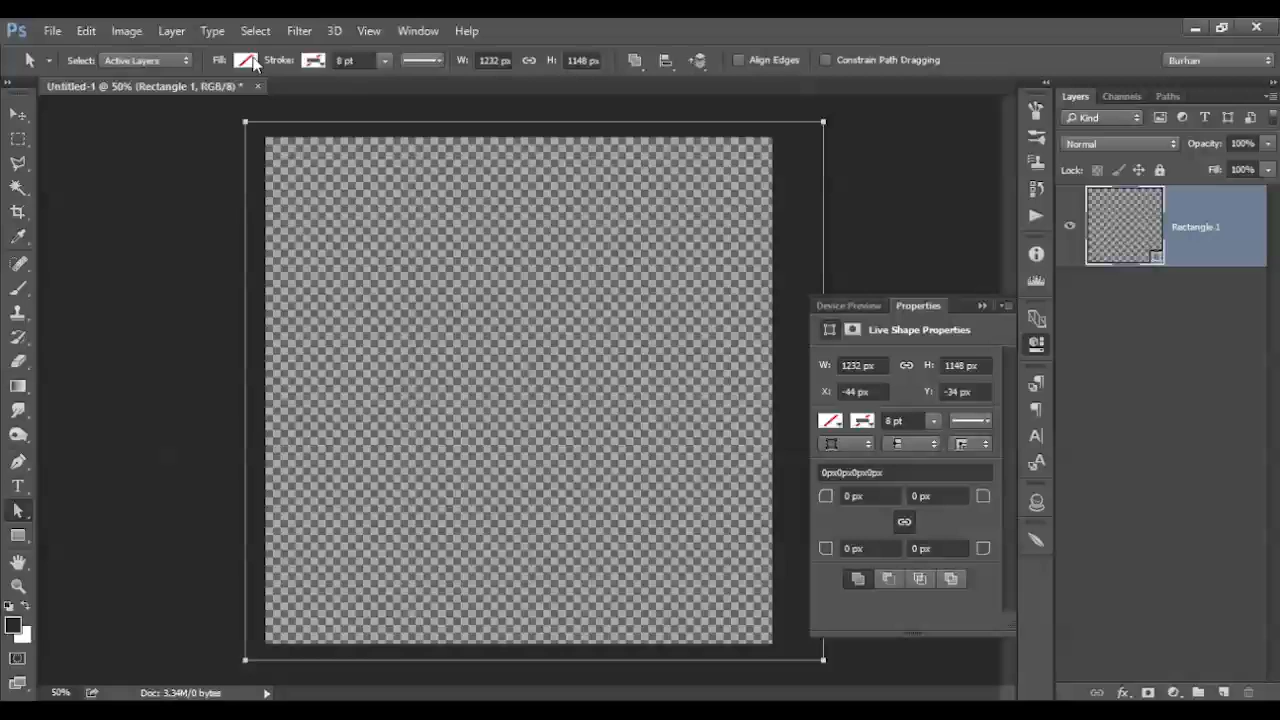 Ps File Edit Image Layer Type Select Filter 3D View Window Help
Select: Active Layers Fill: Stroke: 8 pt W: 1232 px H: 1148 px Align Edges Constrain Path Dragging Burhan
Untitled-1 @ 50% (Rectangle 1, RGB/8) * ×
Layers Channels Paths
Kind
Normal Opacity: 100%
Lock: Fill: 100%
Rectangle 1
Device Preview Properties
Live Shape Properties
W: 1232 px H: 1148 px
X: -44 px Y: -34 px
8 pt
0px0px0px0px
0 px 0 px
0 px 0 px
50% Doc: 3.34M/0 bytes